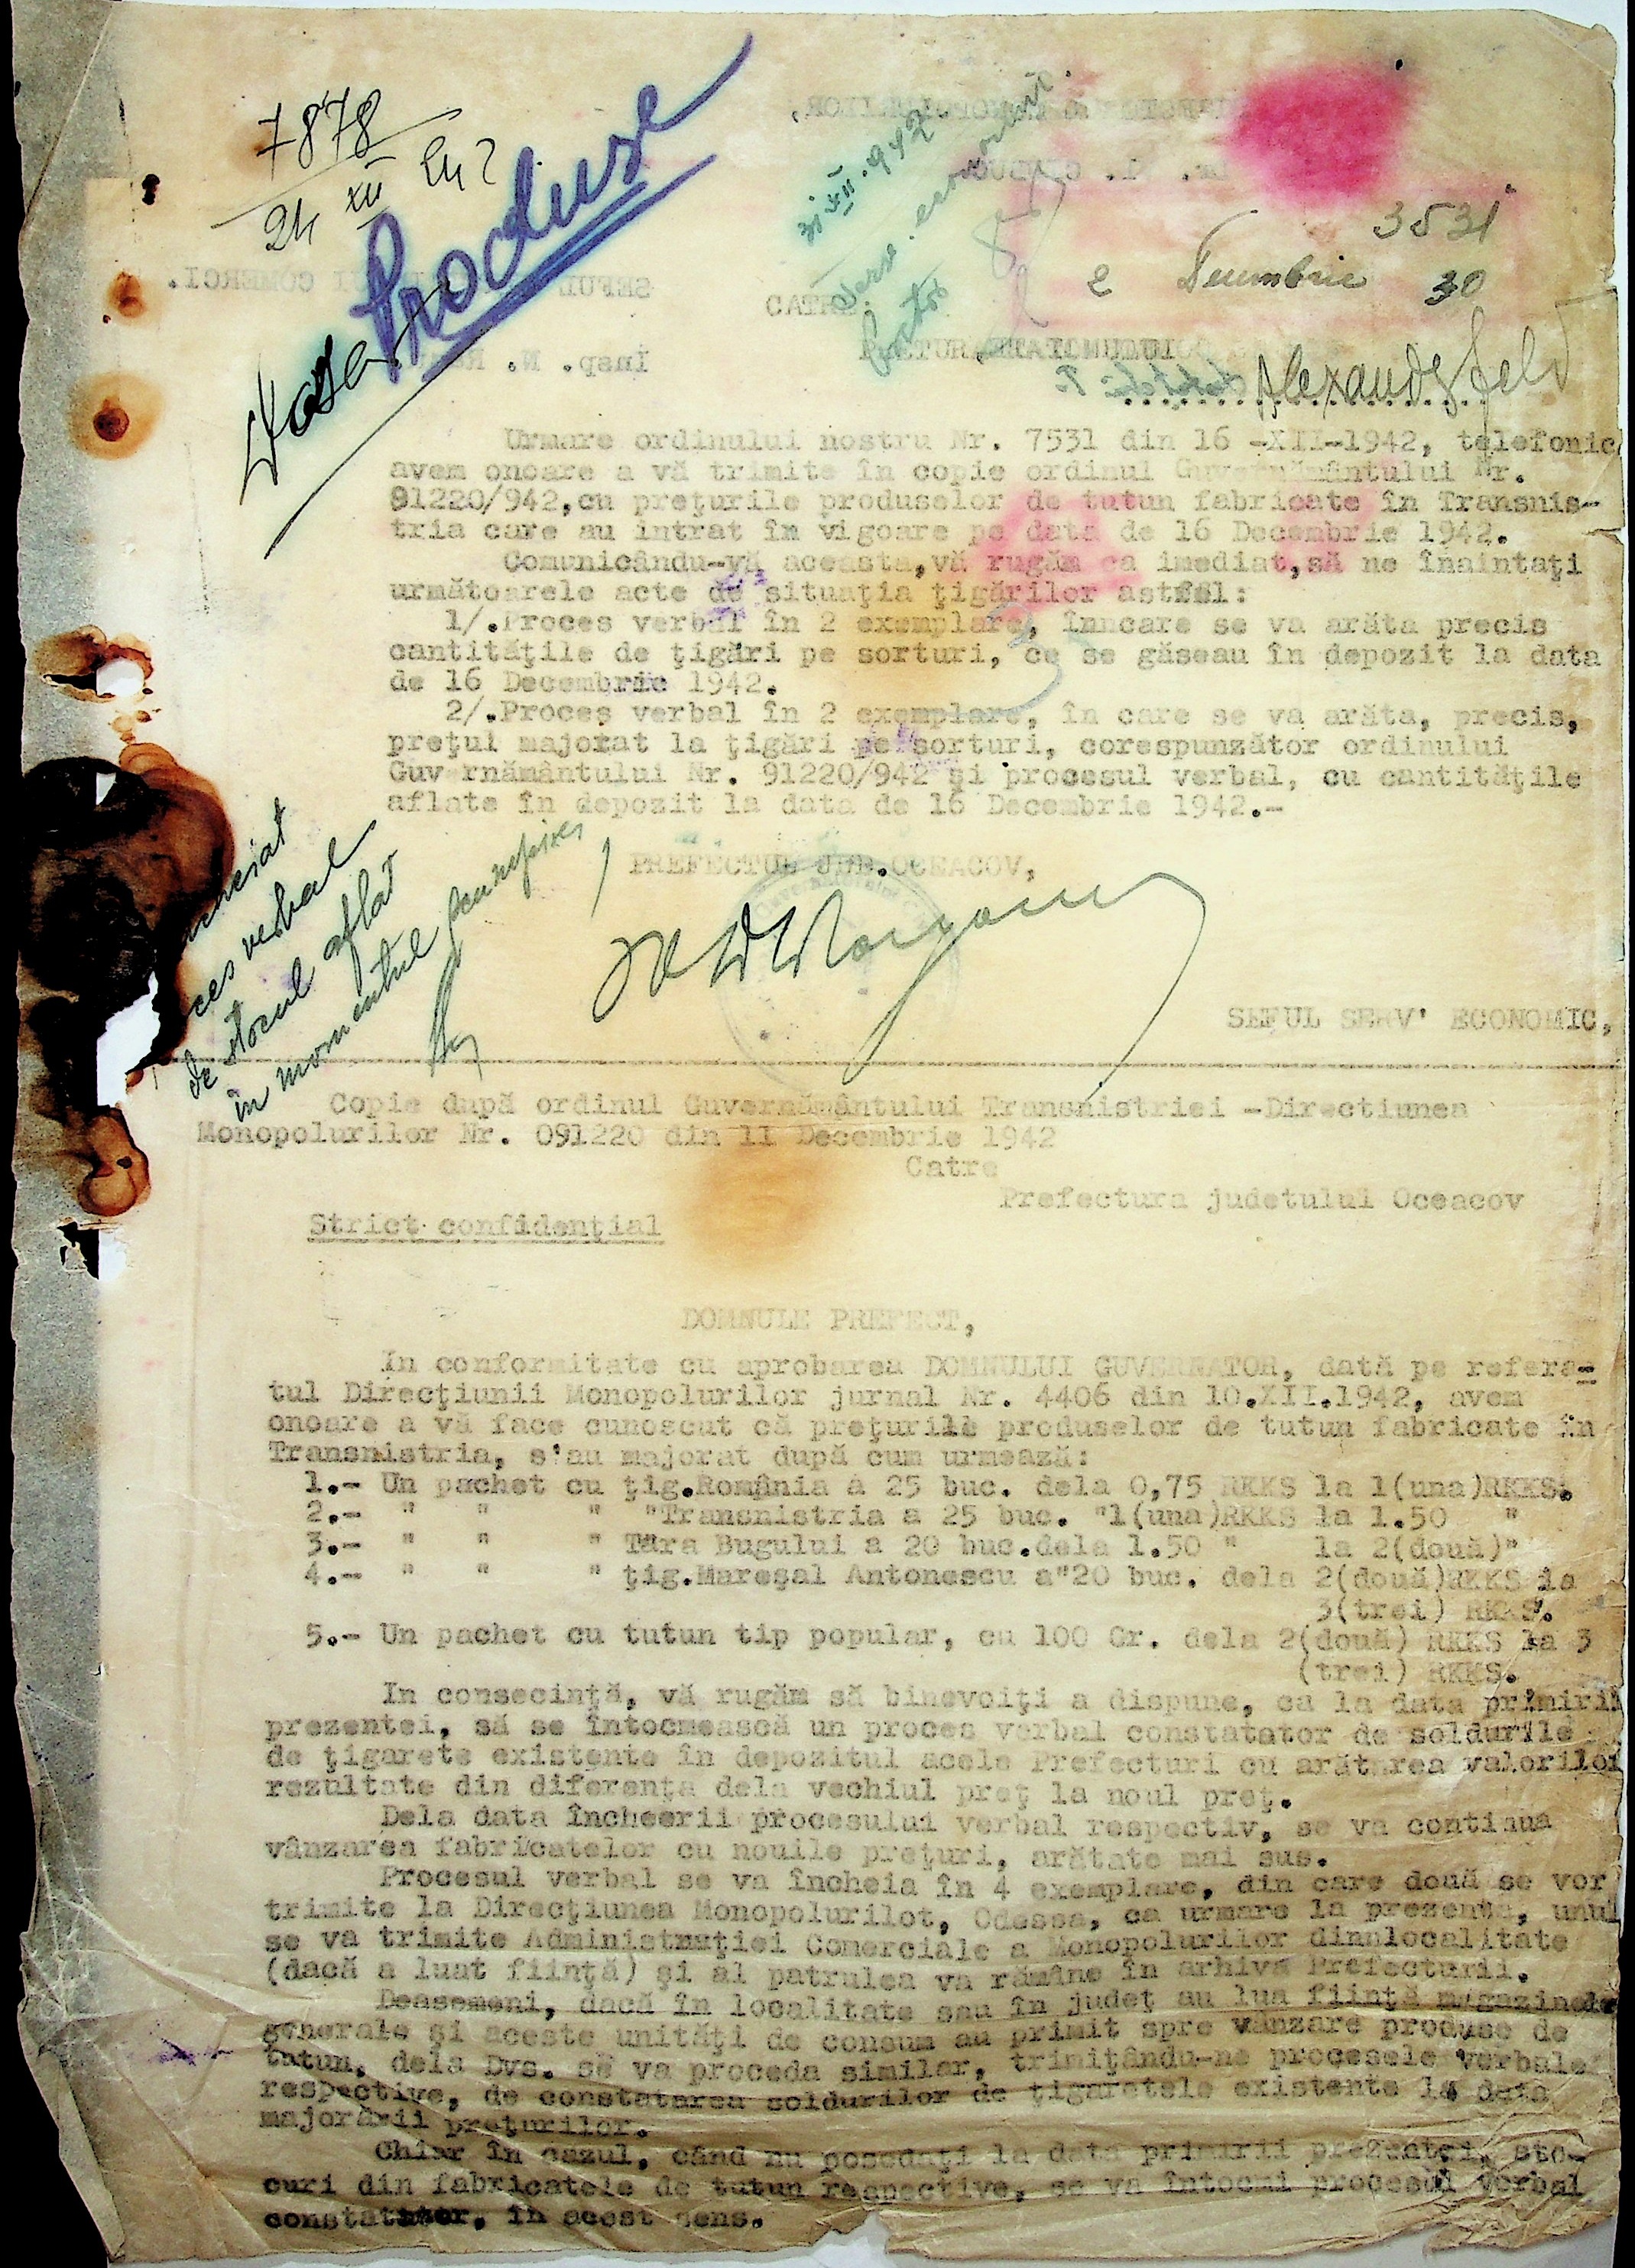 7878
24 XII 942
Produse
Dosar
31 XII. 942
3531
2 Decembrie 30
CATRE
PRETURA RAIONULUI
Alexanderfeld
Urmare ordinului nostru Nr. 7531 din 16 -XII-1942, telefonic
avem onoare a vă trimite în copie ordinul Guvernământului Nr.
91220/942,cu preţurile produselor de tutun fabricate în Transnis-
tria care au întrat în vigoare pe data de 16 Decembrie 1942.
Comunicându-vă aceasta,vă rugăm ca imediat,să ne înaintaţi
următoarele acte de situaţia ţigărilor astfel:
1/.Proces verbal în 2 exemplare, înncare se va arăta precis
cantităţile de ţigări pe sorturi, ce se găseau în depozit la data
de 16 Decembrie 1942.
2/.Proceş verbal în 2 exemplare, în care se va arăta, precis,
preţul majorat la ţigări pe sorturi, corespunzător ordinului
Guv rnământului Nr. 91220/942 şi procesul verbal, cu cantităţile
aflate în depozit la data de 16 Decembrie 1942.-
PREFECTUL JUD.OCEACOV,
ces verbal
de stocul aflat
în momentul
SEFUL SERV' ECONOMIC,
Copie după ordinul Guvernământului Transnistriei -Directiunea
Monopolurilor Nr. 091220 din 11 Decembrie 1942
Catre
Prefectura judetulul Oceacov
Strict confidenţial
DOMNULE PREFECT,
In conformitate cu aprobarea DOMNULUI GUVERNATOR, dată pe refera=
tul Direcţiunii Monopolurilor jurnal Nr. 4406 din 10.XII.1942, avem
onoare a vă face cunoscut că preţurile produselor de tutun fabricate în
Transnistria, s'au majorat după cum urmează:
1.- Un pachet cu ţig.România a 25 buc. dela 0,75 RKKS la 1(una)RKKS.
2.- " " " "Transnistria a 25 buc. "1(una)RKKS la 1.50 "
3.- " " " Tara Bugului a 20 buc.dela 1.50 " la 2(două)"
4.- " " " ţig.Mareşal Antonescu a"20 buc. dela 2(două)RKKS la
3(trei) RKKS.
5.- Un pachet cu tutun tip popular, cu 100 Gr. dela 2(două) RKKS la 3
(trei) RKKS.
In consecinţă, vă rugăm să binevoiţi a dispune, ca la data primirii
prezentei, să se întocmească un proces verbal constatator de soldurile
de ţigarete existente în depozitul acele Prefecturi cu arătarea valorilor
rezultate din diferenţa dela vechiul preţ la noul preţ.
Dela data încheerii procesului verbal respectiv, se va continua
vânzarea fabricatelor cu nouile preţuri, arătate mai sus.
Procesul verbal se va încheia în 4 exemplare, din care două se vor
trimite la Direcţiunea Monopolurilot, Odessa, ca urmare la prezenta, unul
se va trimite Administraţiei Comerciale a Monopolurilor dinnlocalitate
(dacă a luat fiinţă) şi al patrulea va rămâne în arhiva Prefecturii.
Deasemeni, dacă în localitate sau în judeţ au lua fiinţă magazinele
generale şi aceste unităţi de consum au primit spre vânzare produse de
tutun, dela Dvs. se va proceda similar, trimiţându-ne procesele verbale
respective, de constatarea soldurilor de ţigaretele existente la data
majorării preţurilor.
Chiar în cazul, când nu posedaţi la data primirii prezentei, sto-
curi din fabricatele de tutun respective, se va întocmi procesul verbal
constatator, în acest sens.